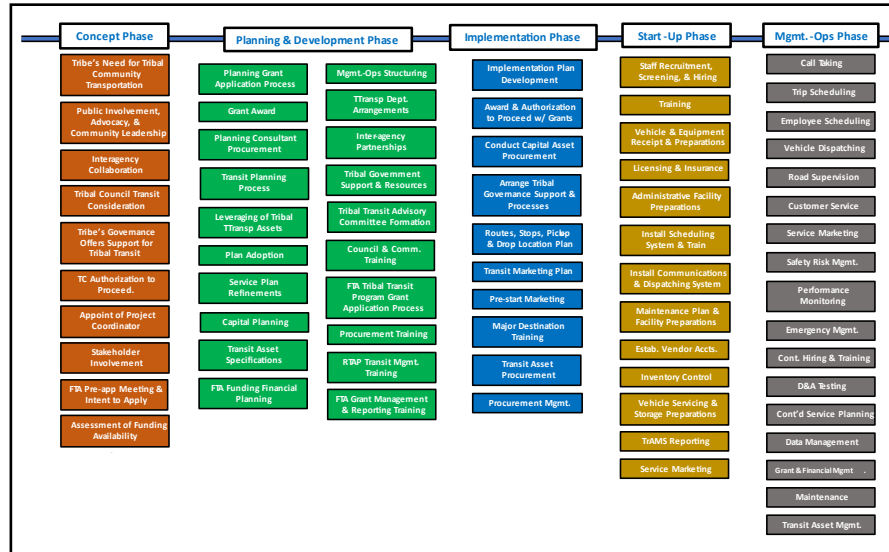 Concept Phase
Tribe's Need for Tribal
Community
Transportation
Public Involvement,
Advocacy, &
Community Leadership
Interagency
Collaboration
Tribal Council Transit
Consideration
Tribe's Governance
Offers Support for
Tribal Transit
TC Authorization to
Proceed.
Appoint of Project
Coordinator
Stakeholder
Involvement
FTA Pre-app Meeting &
Intent to Apply
Assessment of Funding
Availability
Planning & Development Phase
Planning Grant
Application Process
Grant Award
Planning Consultant
Procurement
Transit Planning
Process
Leveraging of Tribal
TTransp Assets
Plan Adoption
Service Plan
Refinements
Capital Planning
Transit Asset
Specifications
FTA Funding Financial
Planning
Mgmt.-Ops Structuring
TTransp Dept.
Arrangements
Inter-agency
Partnerships
Tribal Government
Support & Resources
Tribal Transit Advisory
Committee Formation
Council & Comm.
Training
FTA Tribal Transit
Program Grant
Application Process
Procurement Training
RTAP Transit Mgmt.
Training
FTA Grant Management
& Reporting Training
Implementation Phase
Implementation Plan
Development
Award & Authorization
to Proceed w/ Grants
Conduct Capital Asset
Procurement
Arrange Tribal
Governance Support &
Processes
Routes, Stops, Pickup
& Drop Location Plan
Transit Marketing Plan
Pre-start Marketing
Major Destination
Training
Transit Asset
Procurement
Procurement Mgmt.
Start-Up Phase
Staff Recruitment,
Screening, & Hiring
Training
Vehicle & Equipment
Receipt & Preparations
Licensing & Insurance
Administrative Facility
Preparations
Install Scheduling
System & Train
Install Communications
& Dispatching System
Maintenance Plan &
Facility Preparations
Estab. Vendor Accts.
Inventory Control
Vehicle Servicing &
Storage Preparations
TrAMS Reporting
Service Marketing
Mgmt.-Ops Phase
Call Taking
Trip Scheduling
Employee Scheduling
Vehicle Dispatching
Road Supervision
Customer Service
Service Marketing
Safety Risk Mgmt.
Performance
Monitoring
Emergency Mgmt.
Cont. Hiring & Training
D&A Testing
Cont'd Service Planning
Data Management
Grant & Financial Mgmt .
Maintenance
Transit Asset Mgmt.